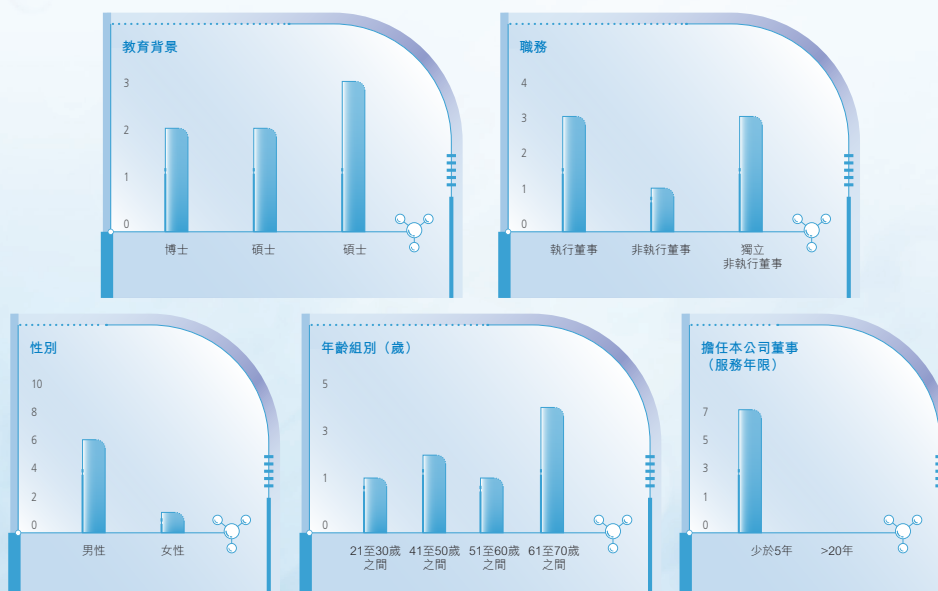 教育背景
3
2
1
0
博士
碩士
碩士
職務
4
3
2
1
0
執行董事
非執行董事
獨立
非執行董事
性別
10
8
6
4
2
0
男性
女性
年齡組別（歲）
5
3
1
0
21至30歲
之間
41至50歲
之間
51至60歲
之間
61至70歲
之間
擔任本公司董事
（服務年限）
7
5
3
1
0
少於5年
>20年